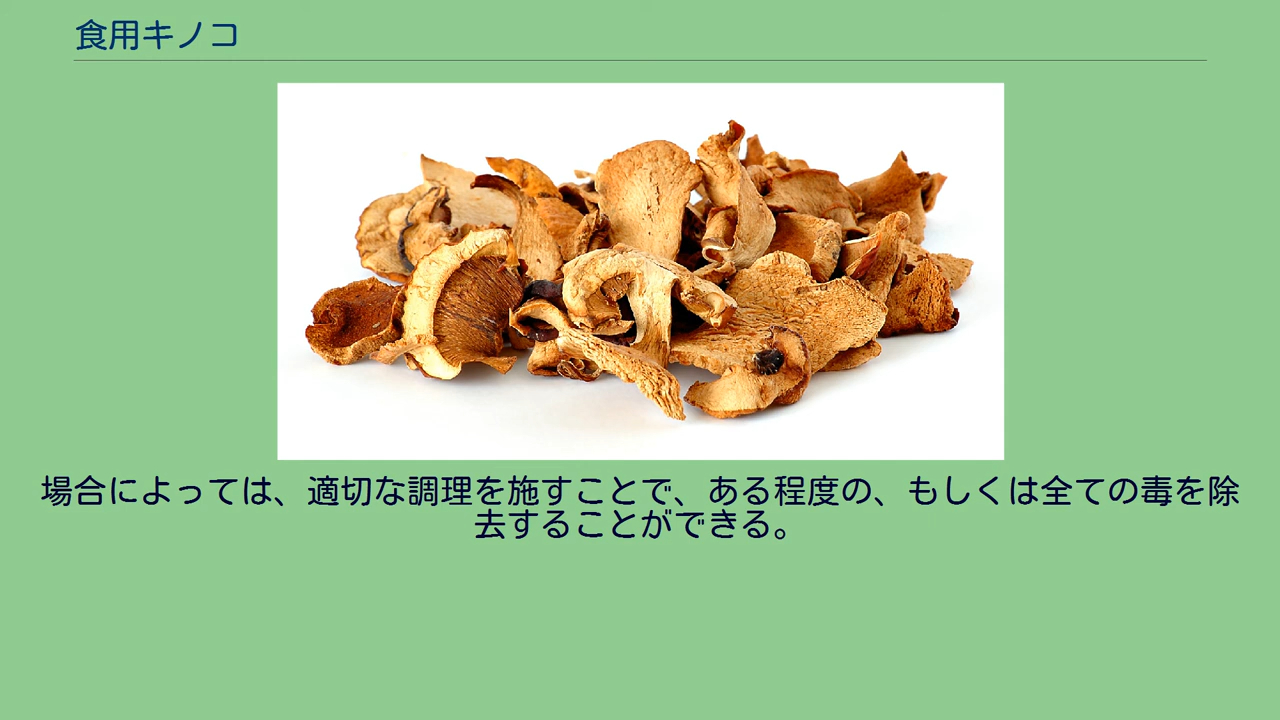 食用キノコ
場合によっては、適切な調理を施すことで、ある程度の、もしくは全ての毒を除
去することができる。